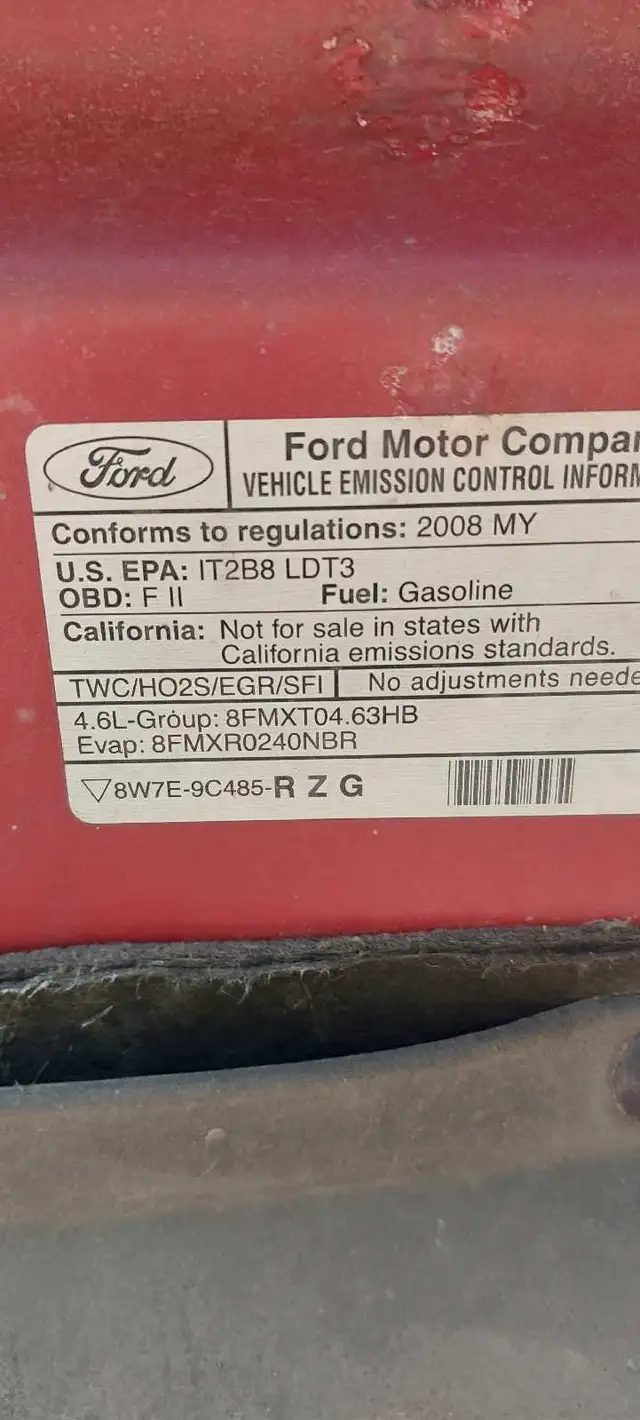 Ford
Ford Motor Compa
VEHICLE EMISSION CONTROL INFORM
Conforms to regulations: 2008 MY
U.S. EPA: IT2B8 LDT3
OBD: F II Fuel: Gasoline
California: Not for sale in states with
California emissions standards.
TWC/HO2S/EGR/SFI No adjustments neede
4.6L-Group: 8FMXT04.63HB
Evap: 8FMXR0240NBR
8W7E-9C485-R Z G